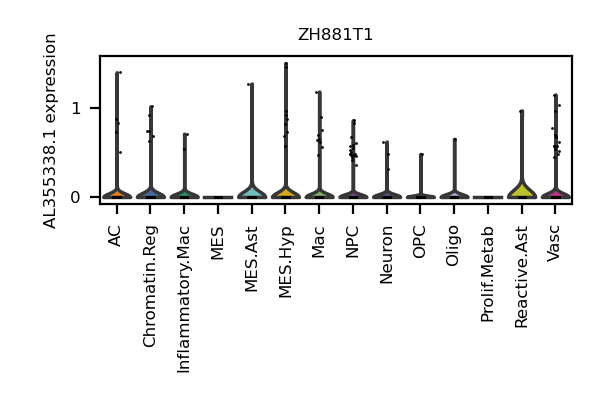 ZH881T1
AL355338.1 expression
1
0
AC
Chromatin.Reg
Inflammatory.Mac
MES
MES.Ast
MES.Hyp
Mac
NPC
Neuron
OPC
Oligo
Prolif.Metab
Reactive.Ast
Vasc